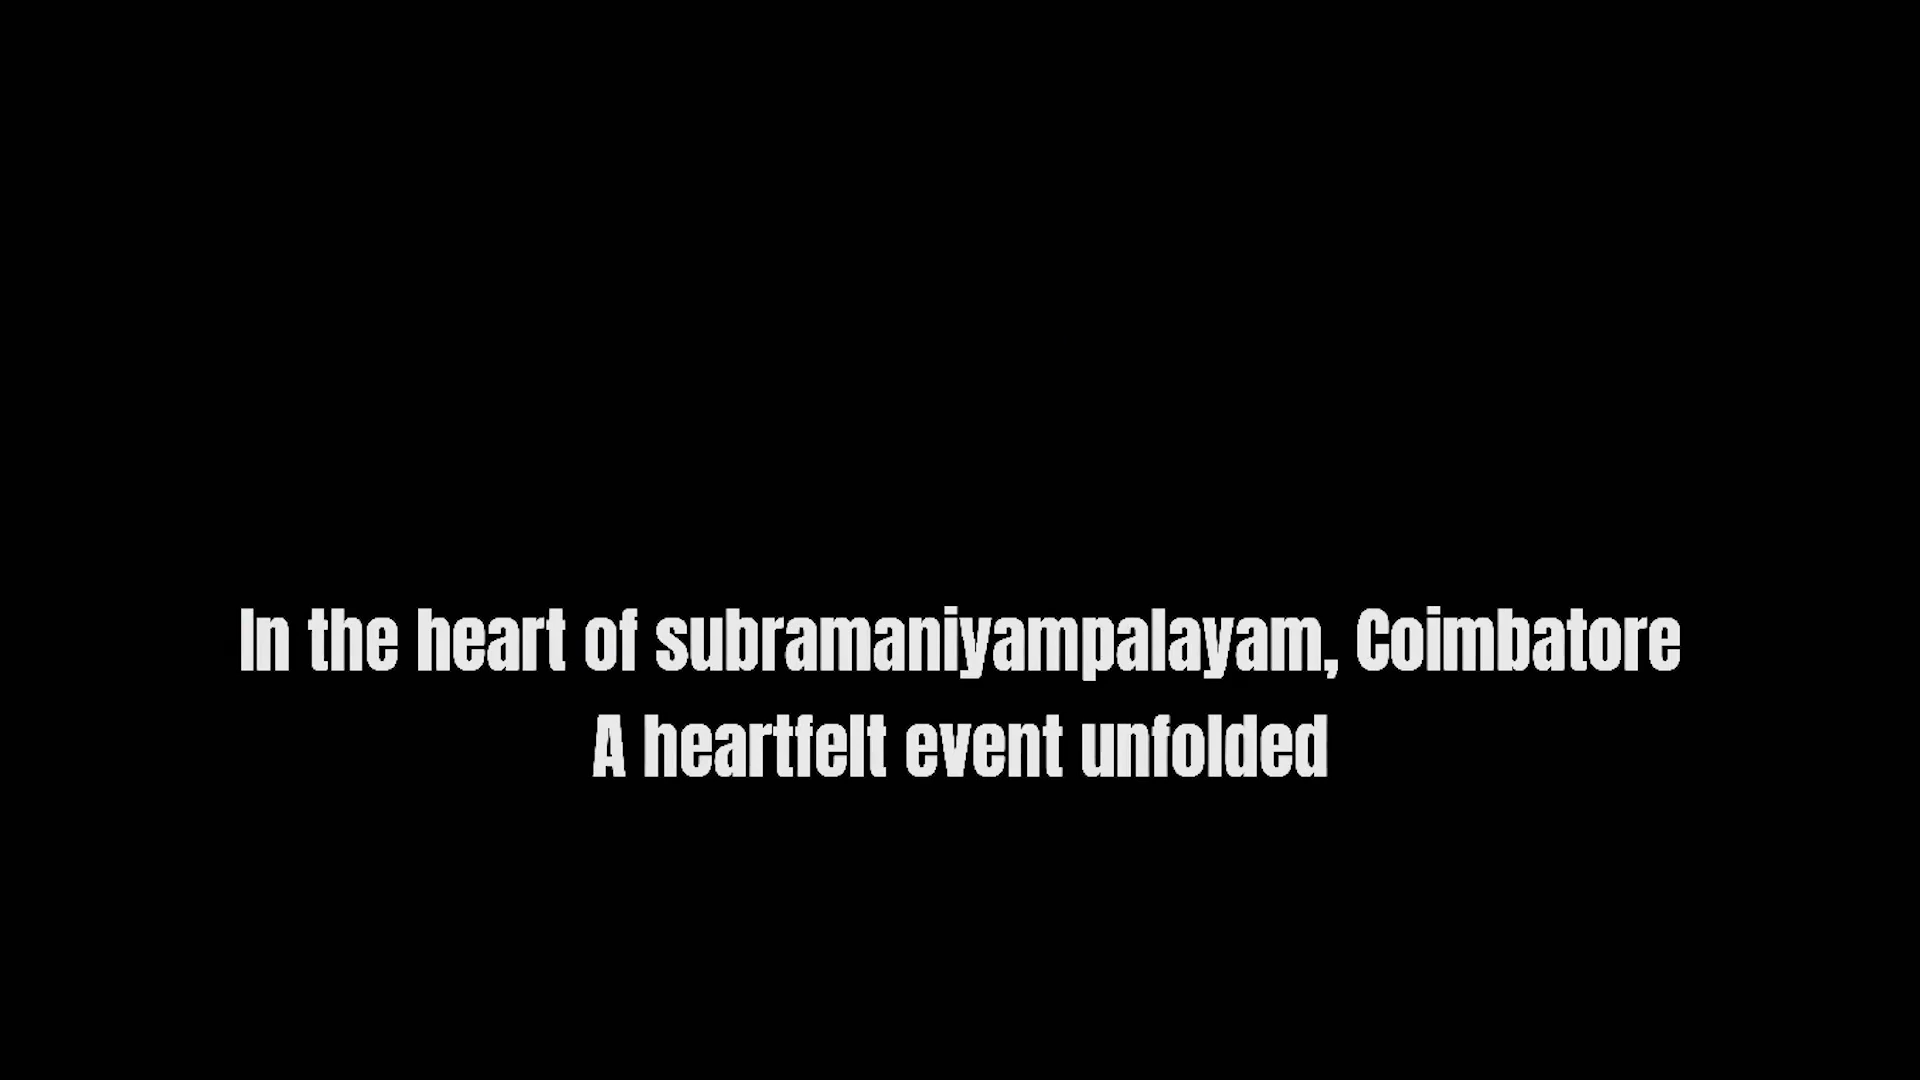 In the heart of subramaniyampalayam, Coimbatore
A heartfelt event unfolded